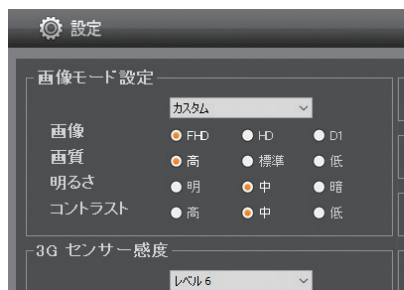 設定
画像モード設定
カスタム
画像 FHD HD D1
画質 高 標準 低
明るさ 明 中 暗
コントラスト 高 中 低
3G センサー感度
レベル 6